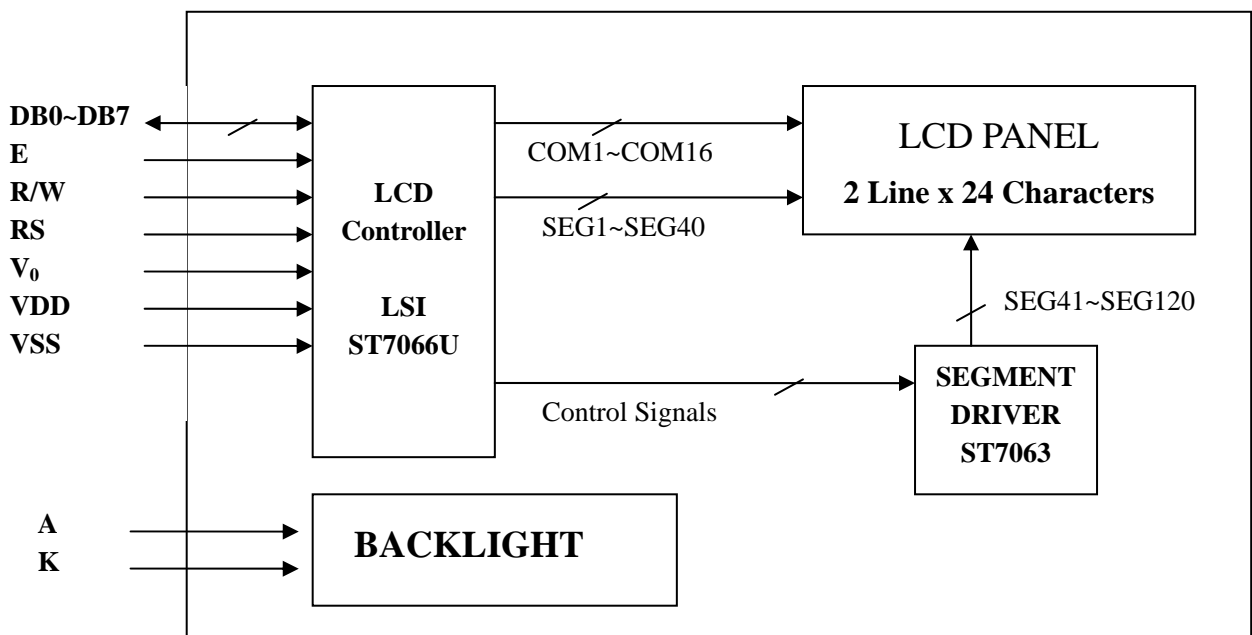 DB0~DB7
E
R/W
RS
V₀
VDD
VSS
LCD
Controller
LSI
ST7066U
COM1~COM16
SEG1~SEG40
LCD PANEL
2 Line x 24 Characters
SEG41~SEG120
Control Signals
SEGMENT
DRIVER
ST7063
A
K
BACKLIGHT